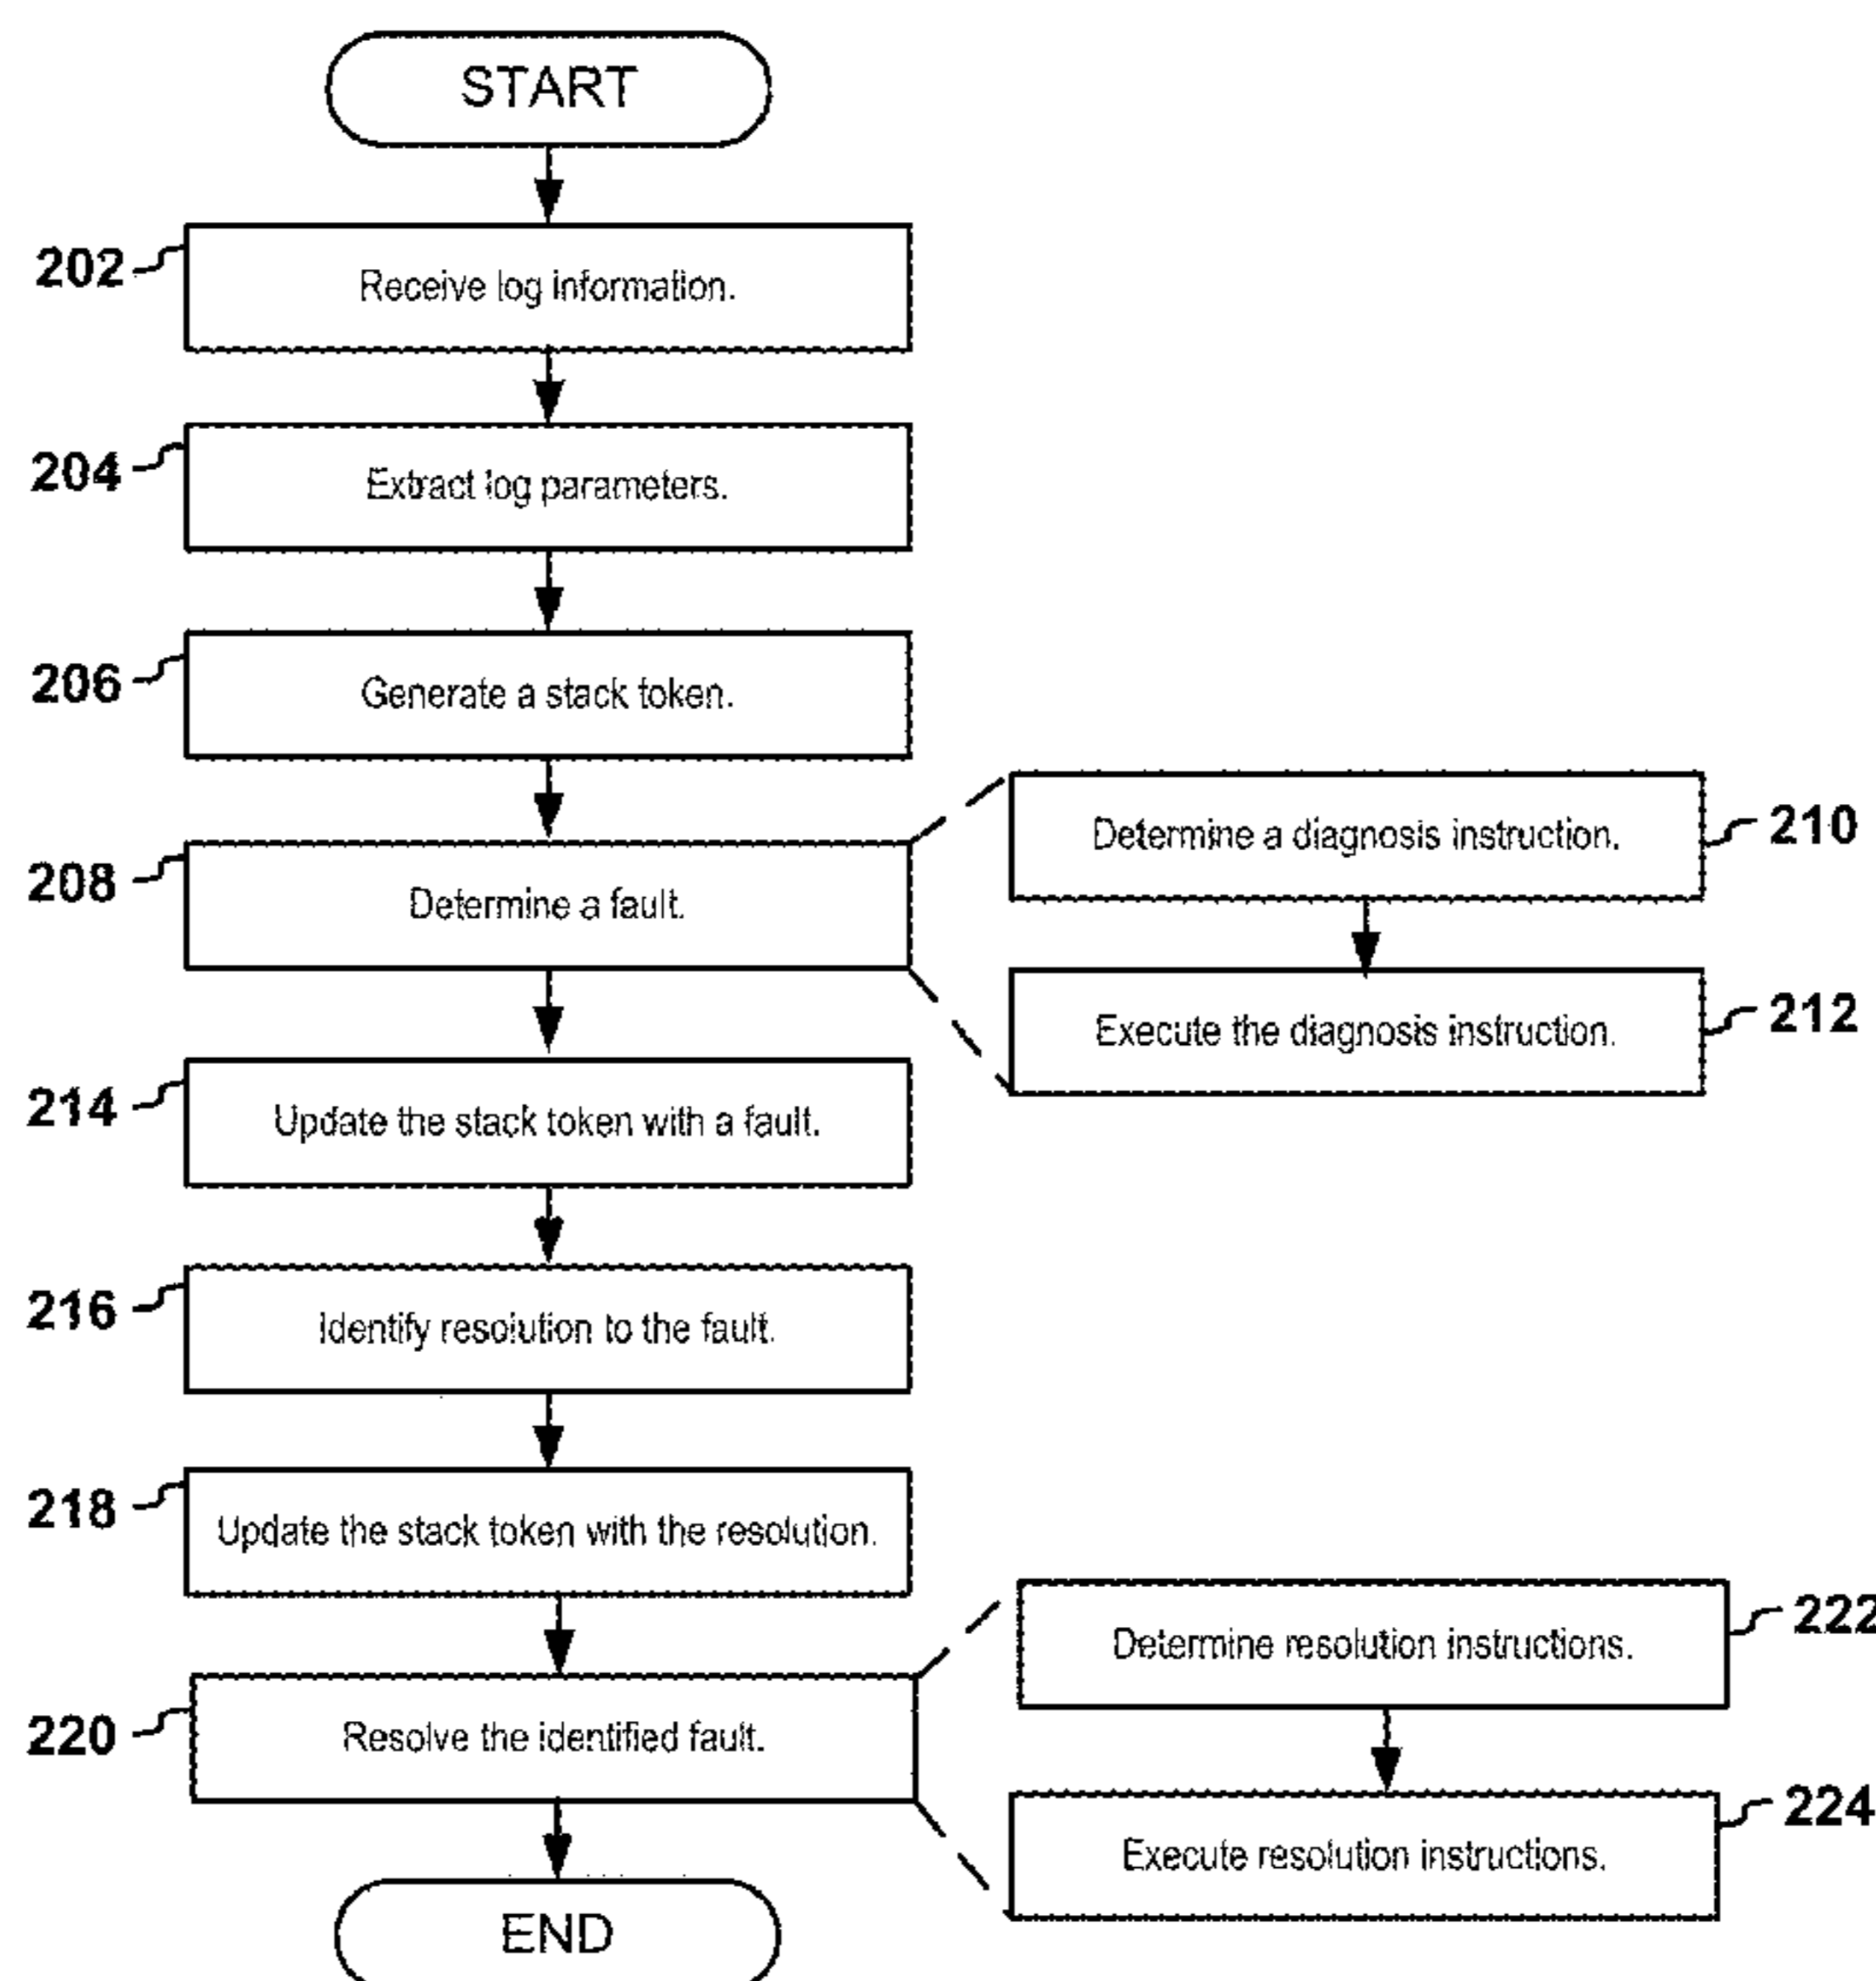 START
202
Receive log information.
204
Extract log parameters.
206
Generate a stack token.
208
Determine a fault.
Determine a diagnosis instruction.
210
Execute the diagnosis instruction.
212
214
Update the stack token with a fault.
216
Identify resolution to the fault.
218
Update the stack token with the resolution.
220
Resolve the identified fault.
Determine resolution instructions.
222
Execute resolution instructions.
224
END